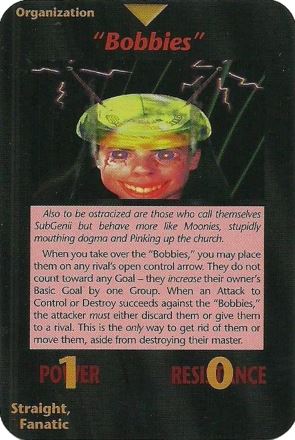 Organization
"Bobbies"
Also to be ostracized are those who call themselves
SubGenii but behave more like Moonies, stupidly
mouthing dogma and Pinking up the church.
When you take over the "Bobbies," you may place
them on any rival's open control arrow. They do not
count toward any Goal – they increase their owner's
Basic Goal by one Group. When an Attack to
Control or Destroy succeeds against the "Bobbies,"
the attacker must either discard them or give them
to a rival. This is the only way to get rid of them or
move them, aside from destroying their master.
POWER 1 RESISTANCE 0
Straight,
Fanatic